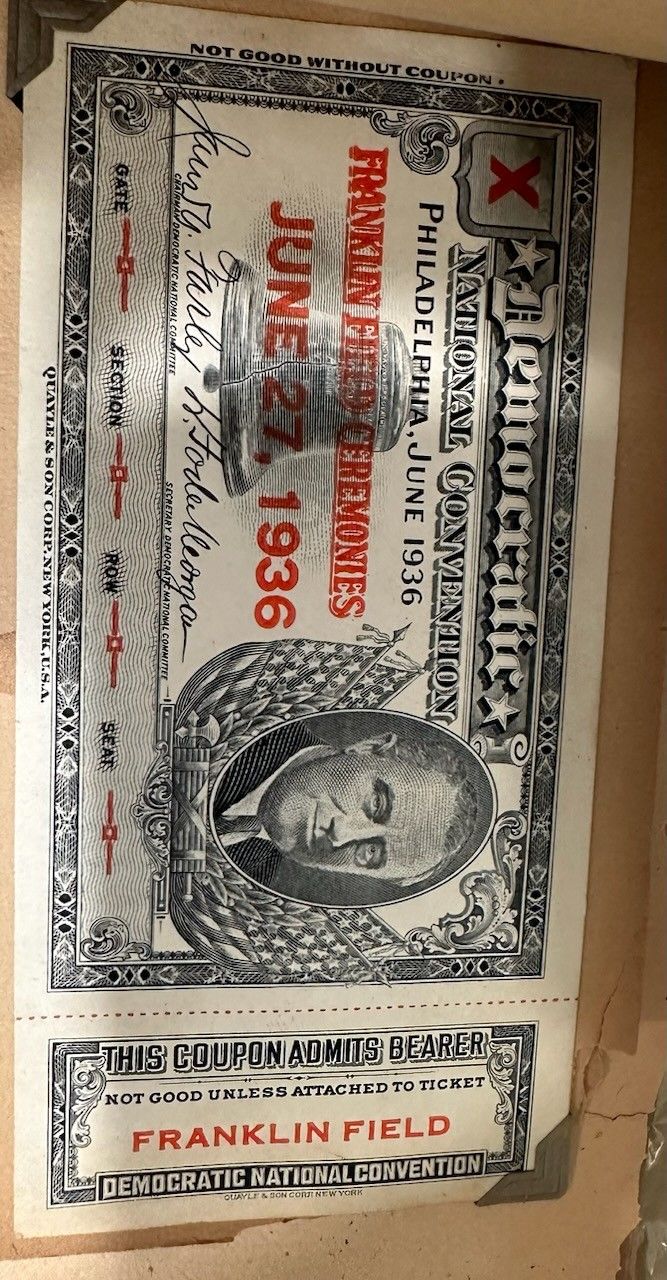 NOT GOOD WITHOUT COUPON
X
Democratic
NATIONAL CONVENTION
PHILADELPHIA, JUNE 1936
FRANKLIN FIELD CEREMONIES
JUNE 27, 1936
James A. Farley
CHAIRMAN DEMOCRATIC NATIONAL COMMITTEE
SECRETARY DEMOCRATIC NATIONAL COMMITTEE
GATE SECTION ROW SEAT
QUAYLE & SON CORP. NEW YORK, U.S.A.
THIS COUPON ADMITS BEARER
NOT GOOD UNLESS ATTACHED TO TICKET
FRANKLIN FIELD
DEMOCRATIC NATIONAL CONVENTION
QUAYLE & SON CORP. NEW YORK